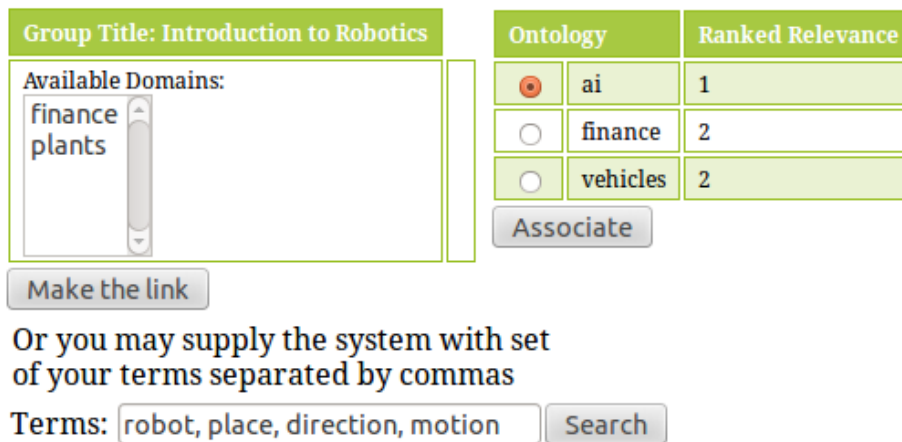 Group Title: Introduction to Robotics
Available Domains:
finance
plants
Make the link
Ontology Ranked Relevance
ai 1
finance 2
vehicles 2
Associate
Or you may supply the system with set
of your terms separated by commas
Terms: robot, place, direction, motion Search